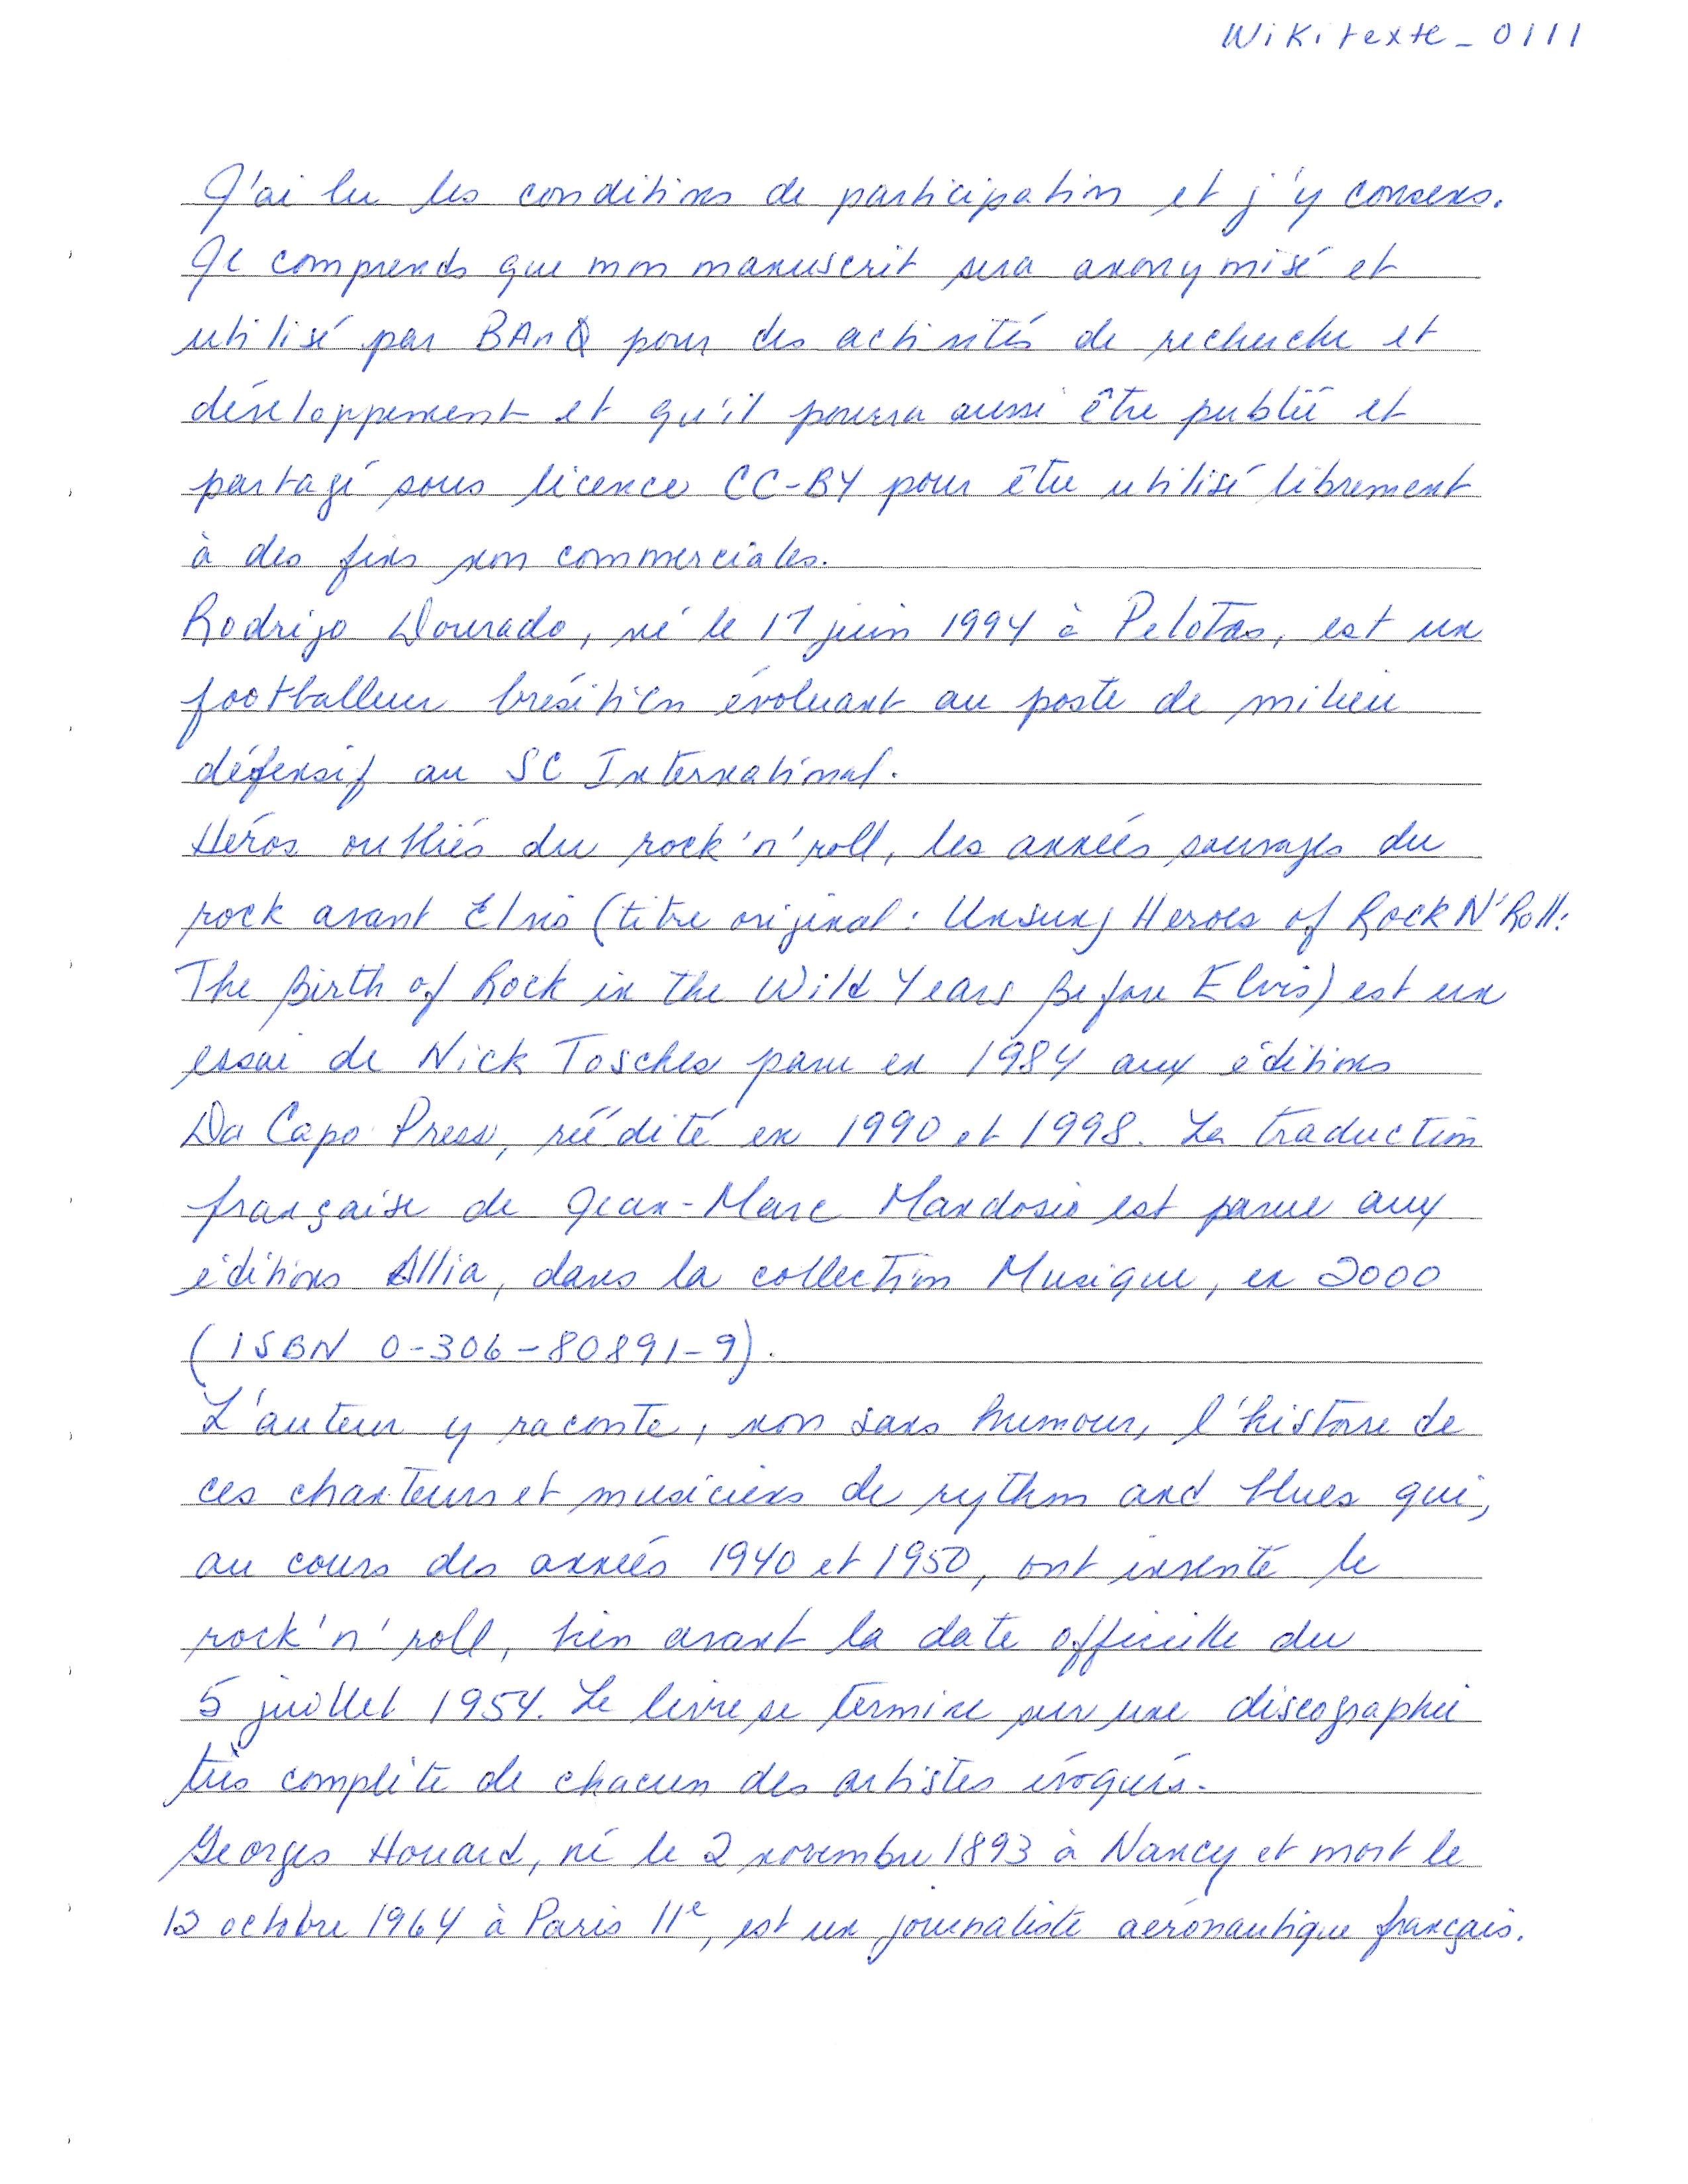 Wikitexte_0111
J'ai lu les conditions de participation et j'y consens.
Je comprends que mon manuscrit sera anonymisé et
utilisé par BAnQ pour des activités de recherche et
développement et qu'il pourra aussi être publié et
partagé sous licence CC-BY pour être utilisé librement
à des fins non commerciales.
Rodrigo Dourado, né le 17 juin 1994 à Pelotas, est un
footballeur brésilien évoluant au poste de milieu
défensif au SC International.
Héros oubliés du rock'n'roll, les années sauvages du
rock avant Elvis (titre original : Unsung Heroes of Rock N'Roll:
The Birth of Rock in the Wild Years Before Elvis) est un
essai de Nick Tosches paru en 1984 aux éditions
Da Capo Press, réédité en 1990 et 1998. La traduction
française de Jean-Marc Mandosio est parue aux
éditions Allia, dans la collection Musique, en 2000
(ISBN 0-306-80891-9).
L'auteur y raconte, non sans humour, l'histoire de
ces chanteurs et musiciens de rythm and blues qui,
au cours des années 1940 et 1950, ont inventé le
rock'n'roll, bien avant la date officielle du
5 juillet 1954. Le livre se termine sur une discographie
très complète de chacun des artistes évoqués.
Georges Houard, né le 2 novembre 1893 à Nancy et mort le
12 octobre 1964 à Paris 11e, est un journaliste aéronautique français.